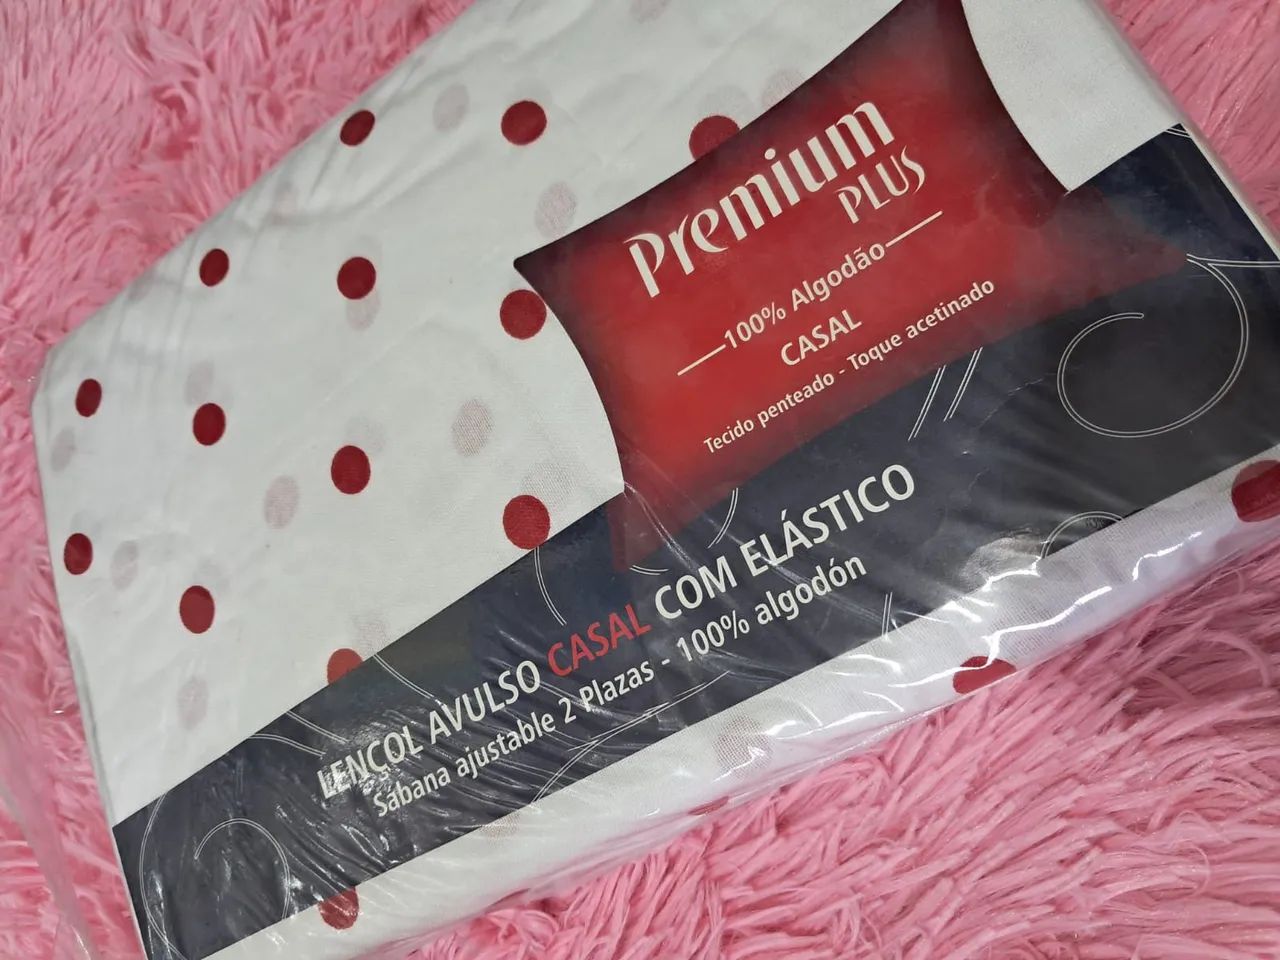 Premium
PLUS
100% Algodão
CASAL
Tecido penteado - Toque acetinado
LENÇOL AVULSO CASAL COM ELÁSTICO
Sábana ajustable 2 Plazas - 100% algodón